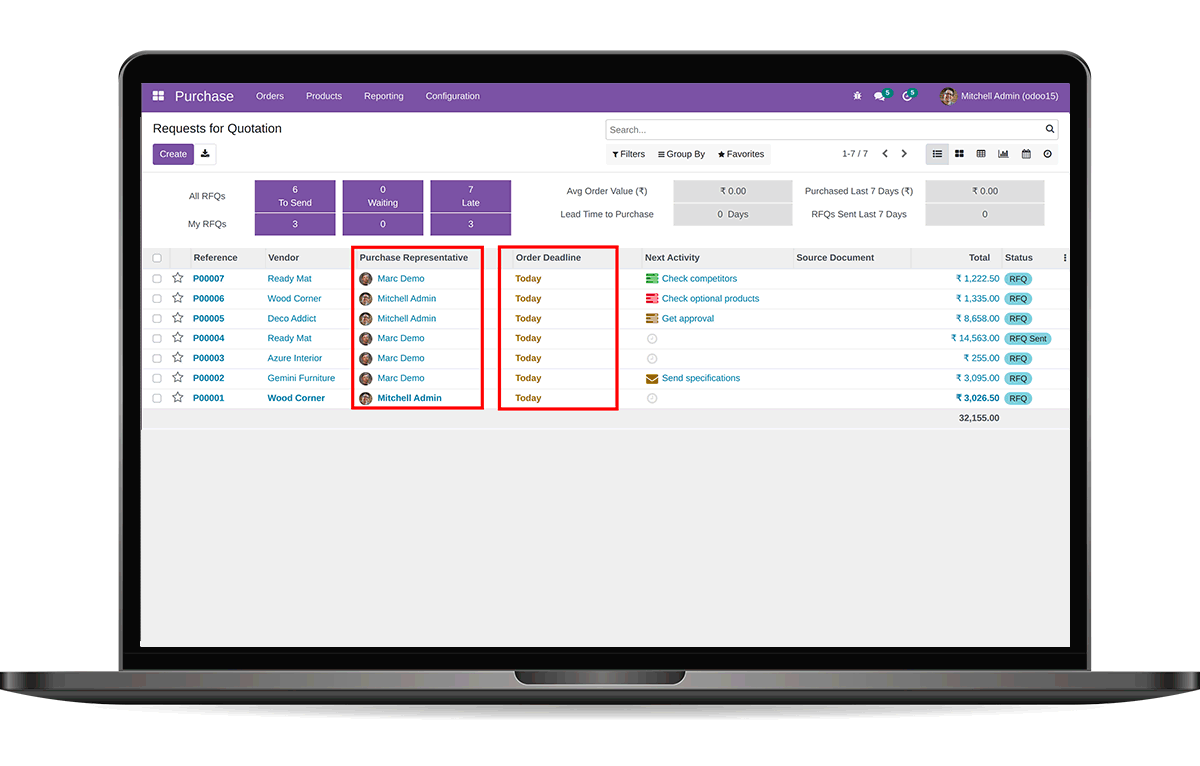 Purchase Orders Products Reporting Configuration 5 5 Mitchell Admin (odoo15)
Requests for Quotation
Search...
Create
Filters Group By Favorites 1-7 / 7
All RFQs 6 To Send 0 Waiting 7 Late Avg Order Value (₹) ₹ 0.00 Purchased Last 7 Days (₹) ₹ 0.00
My RFQs 3 0 3 Lead Time to Purchase 0 Days RFQs Sent Last 7 Days 0
Reference Vendor Purchase Representative Order Deadline Next Activity Source Document Total Status
P00007 Ready Mat Marc Demo Today Check competitors ₹ 1,222.50 RFQ
P00006 Wood Corner Mitchell Admin Today Check optional products ₹ 1,335.00 RFQ
P00005 Deco Addict Mitchell Admin Today Get approval ₹ 8,658.00 RFQ
P00004 Ready Mat Marc Demo Today ₹ 14,563.00 RFQ Sent
P00003 Azure Interior Marc Demo Today ₹ 255.00 RFQ
P00002 Gemini Furniture Marc Demo Today Send specifications ₹ 3,095.00 RFQ
P00001 Wood Corner Mitchell Admin Today ₹ 3,026.50 RFQ
32,155.00